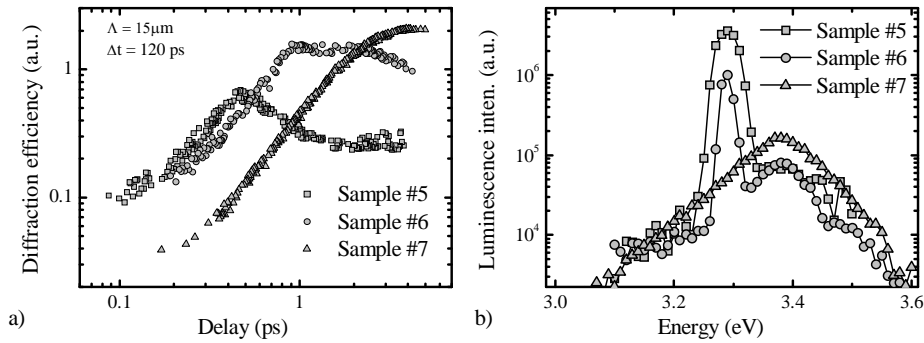 Λ = 15μm
Δt = 120 ps
Diffraction efficiency (a.u.)
1
0.1
Sample #5
Sample #6
Sample #7
0.1
1
Delay (ps)
a)
Luminescence inten. (a.u.)
10^6
10^5
10^4
Sample #5
Sample #6
Sample #7
3.0
3.2
3.4
3.6
Energy (eV)
b)